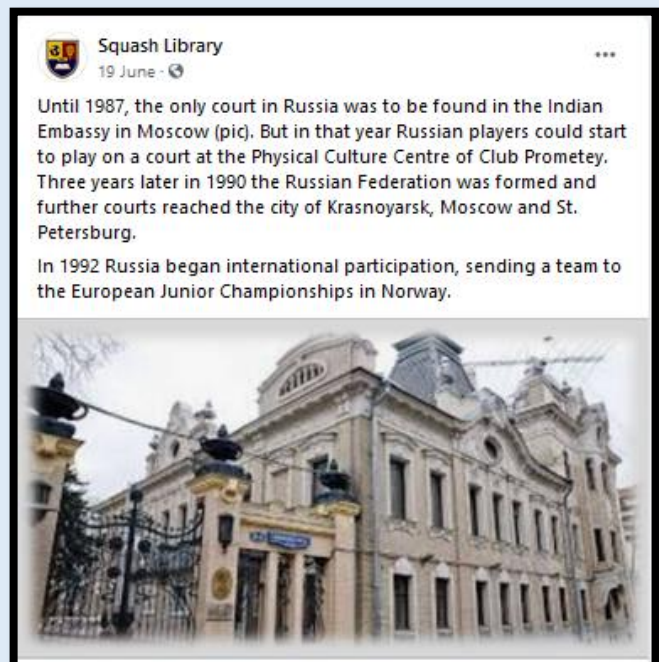 Squash Library
19 June ·
Until 1987, the only court in Russia was to be found in the Indian
Embassy in Moscow (pic). But in that year Russian players could start
to play on a court at the Physical Culture Centre of Club Prometey.
Three years later in 1990 the Russian Federation was formed and
further courts reached the city of Krasnoyarsk, Moscow and St.
Petersburg.
In 1992 Russia began international participation, sending a team to
the European Junior Championships in Norway.